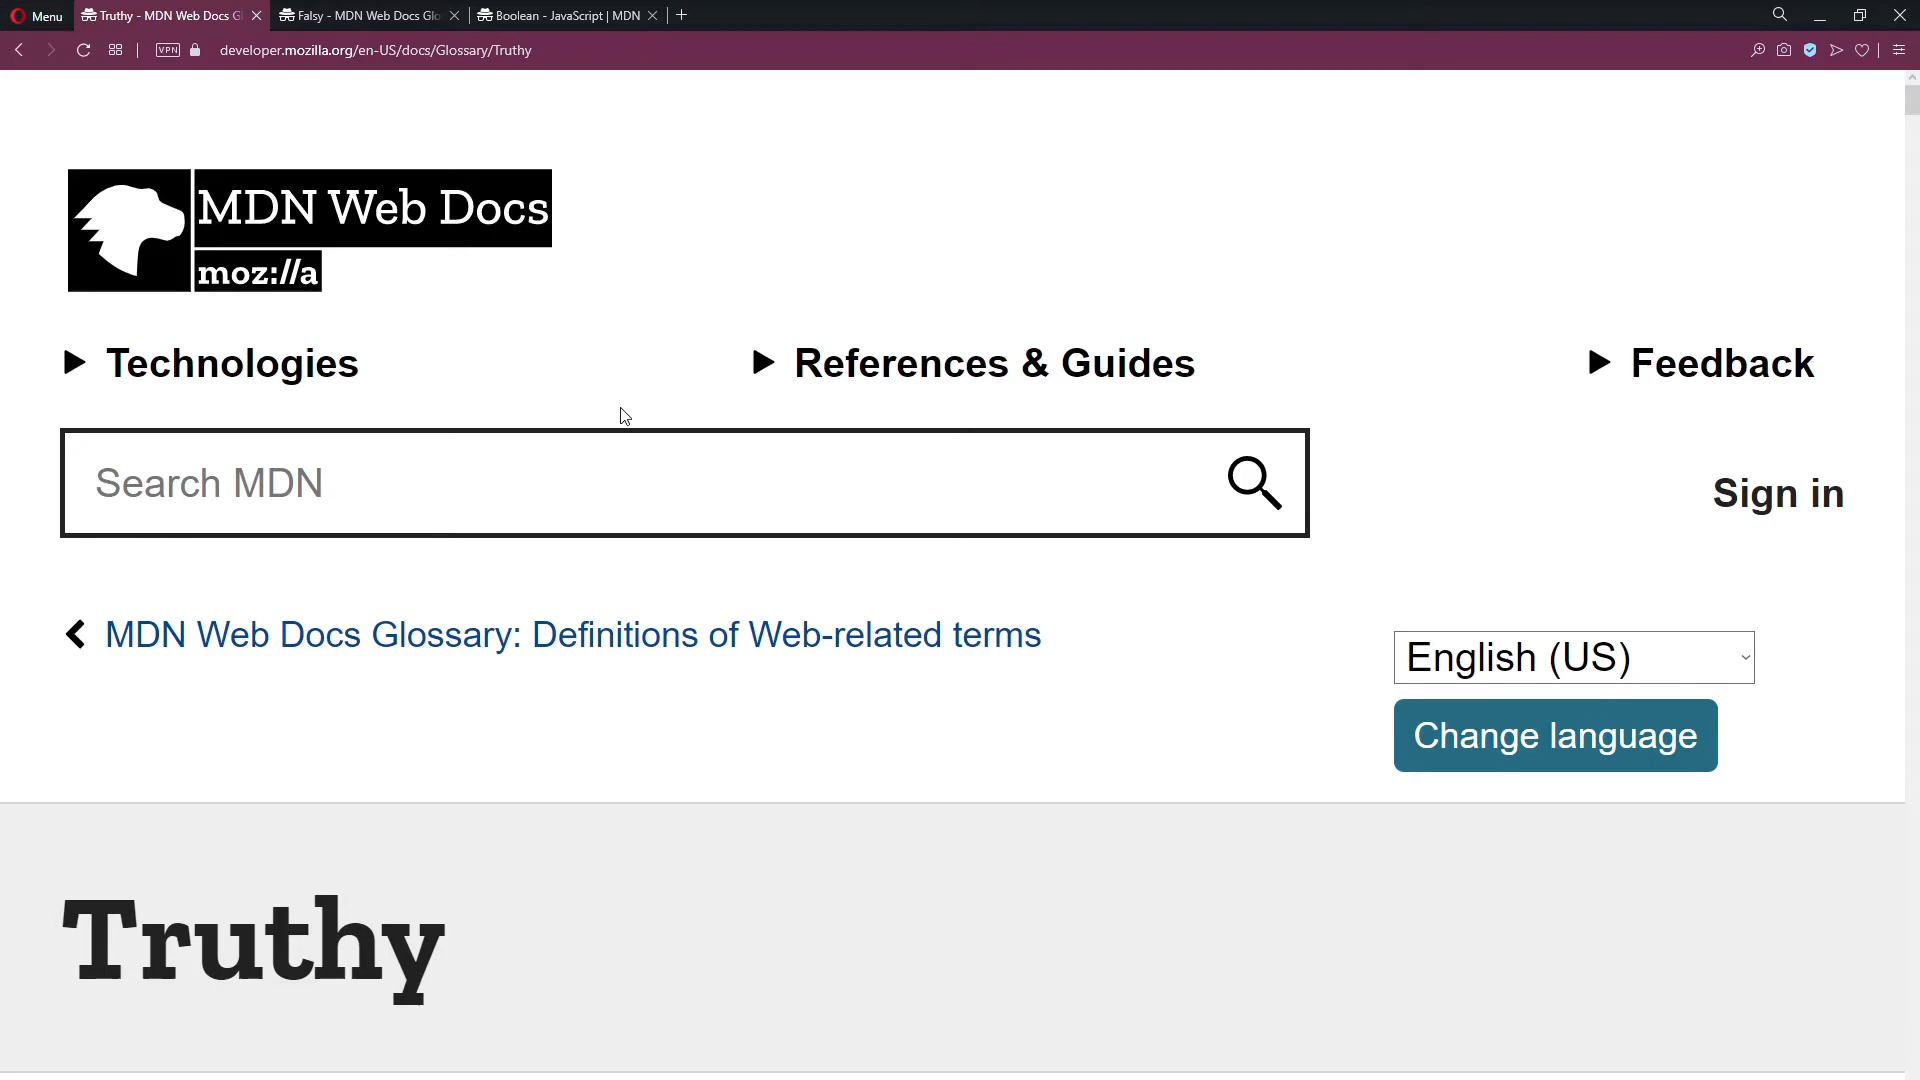 Menu
Truthy - MDN Web Docs Gl
Falsy - MDN Web Docs Glo
Boolean - JavaScript | MDN
VPN
developer.mozilla.org/en-US/docs/Glossary/Truthy
MDN Web Docs
moz://a
Technologies
References & Guides
Feedback
Search MDN
Sign in
MDN Web Docs Glossary: Definitions of Web-related terms
English (US)
Change language
Truthy